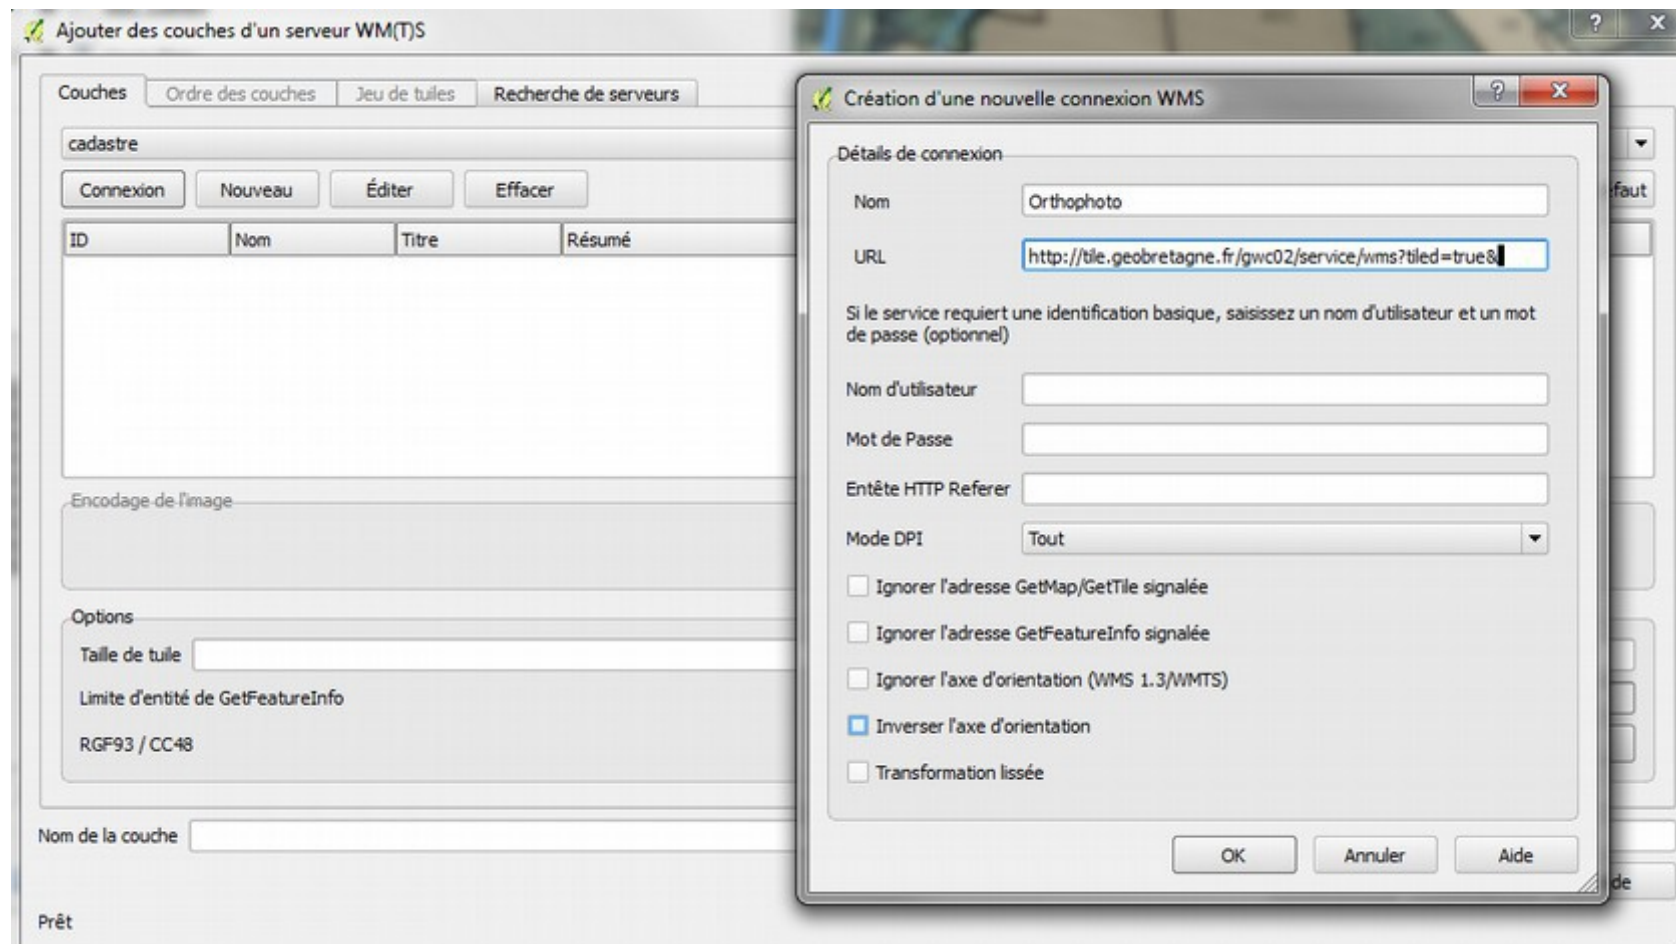 Ajouter des couches d'un serveur WM(T)S
Couches Ordre des couches Jeu de tuiles Recherche de serveurs
cadastre
Connexion Nouveau Éditer Effacer
ID Nom Titre Résumé
Encodage de l'image
Options
Taille de tuile
Limite d'entité de GetFeatureInfo
RGF93 / CC48
Nom de la couche
Prêt
Création d'une nouvelle connexion WMS
Détails de connexion
Nom Orthophoto
URL http://tile.geobretagne.fr/gwc02/service/wms?tiled=true&
Si le service requiert une identification basique, saisissez un nom d'utilisateur et un mot
de passe (optionnel)
Nom d'utilisateur
Mot de Passe
Entête HTTP Referer
Mode DPI Tout
Ignorer l'adresse GetMap/GetTile signalée
Ignorer l'adresse GetFeatureInfo signalée
Ignorer l'axe d'orientation (WMS 1.3/WMTS)
Inverser l'axe d'orientation
Transformation lissée
OK Annuler Aide